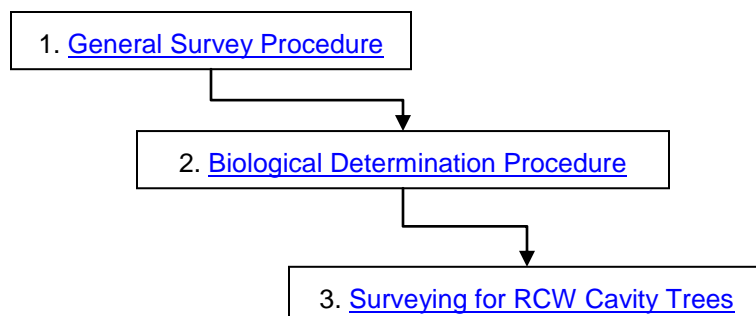 1. General Survey Procedure
2. Biological Determination Procedure
3. Surveying for RCW Cavity Trees